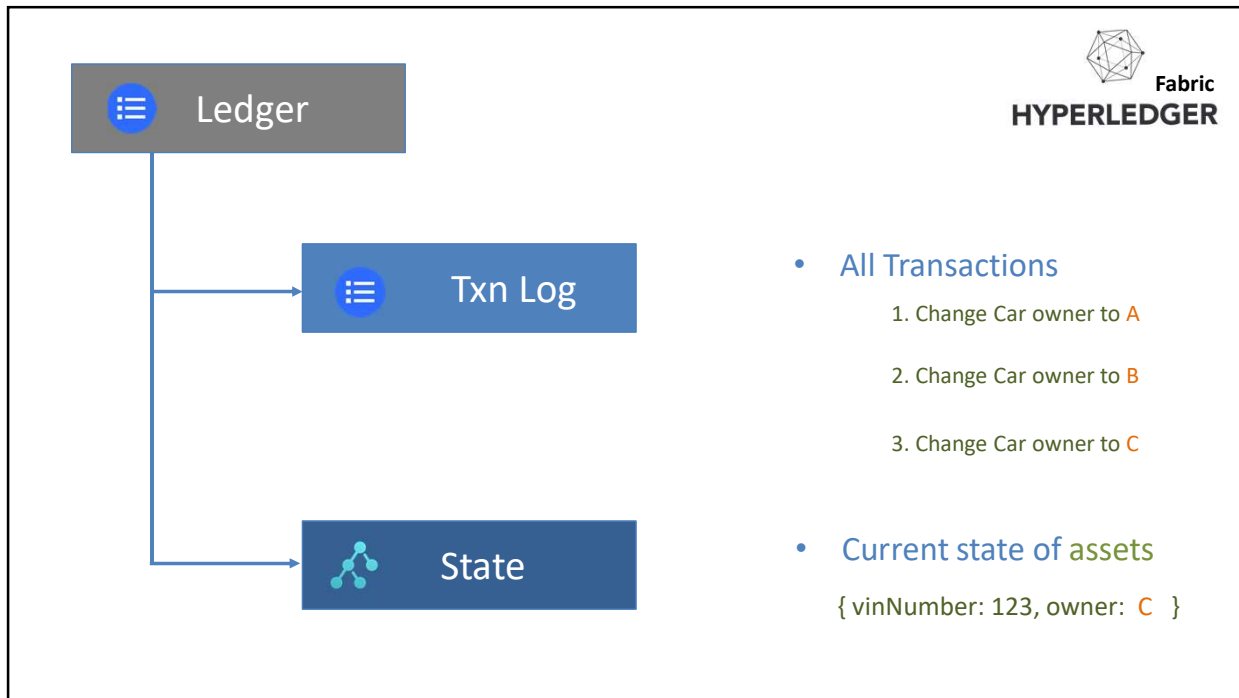 Ledger
Fabric
HYPERLEDGER
Txn Log
• All Transactions
1. Change Car owner to A
2. Change Car owner to B
3. Change Car owner to C
State
• Current state of assets
{ vinNumber: 123, owner: C }